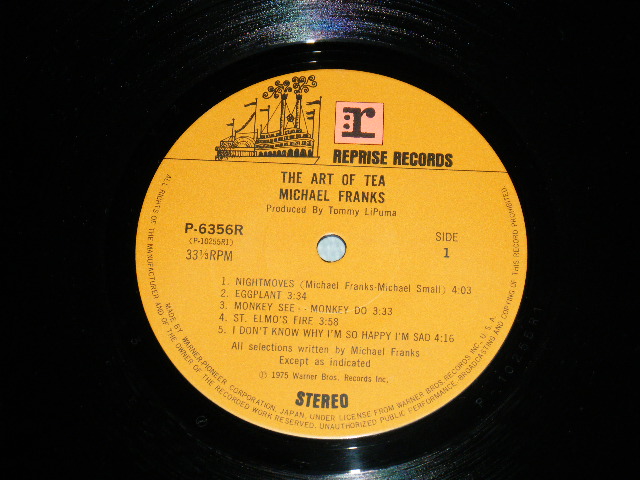 r:
REPRISE RECORDS
THE ART OF TEA
MICHAEL FRANKS
Produced By Tommy LiPuma
P-6356R
(P-10255R1)
33⅓RPM
SIDE
1
1. NIGHTMOVES (Michael Franks-Michael Small) 4:03
2. EGGPLANT 3:34
3. MONKEY SEE - MONKEY DO 3:33
4. ST. ELMO'S FIRE 3:58
5. I DON'T KNOW WHY I'M SO HAPPY I'M SAD 4:16
All selections written by Michael Franks
Except as indicated
Ⓟ 1975 Warner Bros. Records Inc.
STEREO
ALL RIGHTS OF THE MANUFACTURER AND OF THE OWNER OF THE RECORDED WORK RESERVED. UNAUTHORIZED PUBLIC PERFORMANCE, BROADCASTING AND COPYING OF THIS RECORD PROHIBITED.
MADE BY WARNER-PIONEER CORPORATION, JAPAN, UNDER LICENSE FROM WARNER BROS. RECORDS INC., U.S.A.